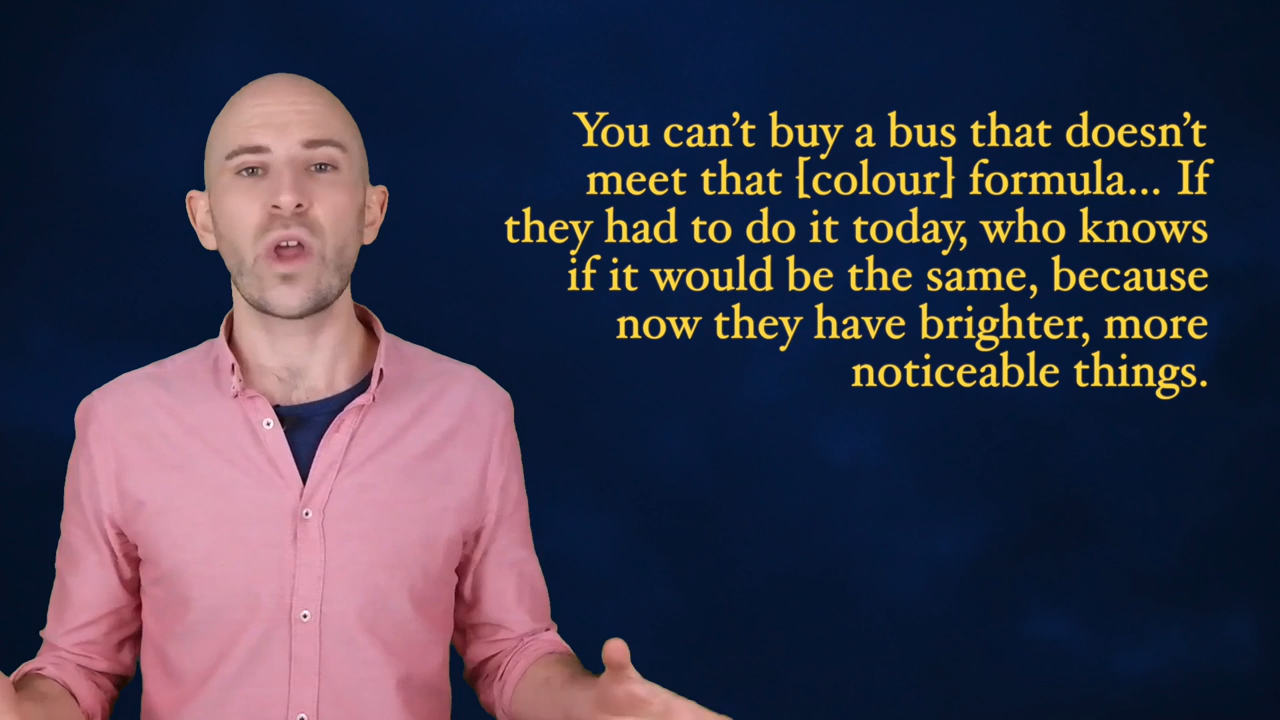 You can’t buy a bus that doesn’t
meet that [colour] formula... If
they had to do it today, who knows
if it would be the same, because
now they have brighter, more
noticeable things.